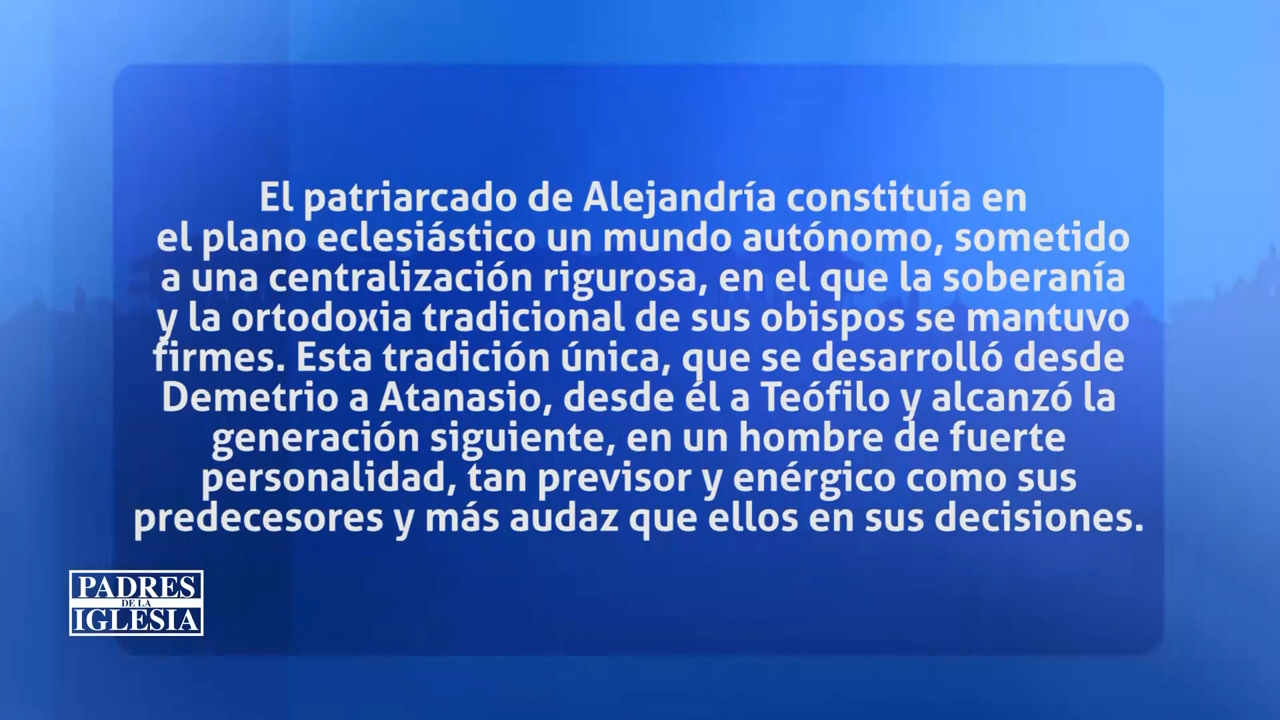 El patriarcado de Alejandría constituía en
el plano eclesiástico un mundo autónomo, sometido
a una centralización rigurosa, en el que la soberanía
y la ortodoxia tradicional de sus obispos se mantuvo
firmes. Esta tradición única, que se desarrolló desde
Demetrio a Atanasio, desde él a Teófilo y alcanzó la
generación siguiente, en un hombre de fuerte
personalidad, tan previsor y enérgico como sus
predecesores y más audaz que ellos en sus decisiones.
PADRES
DE LA
IGLESIA